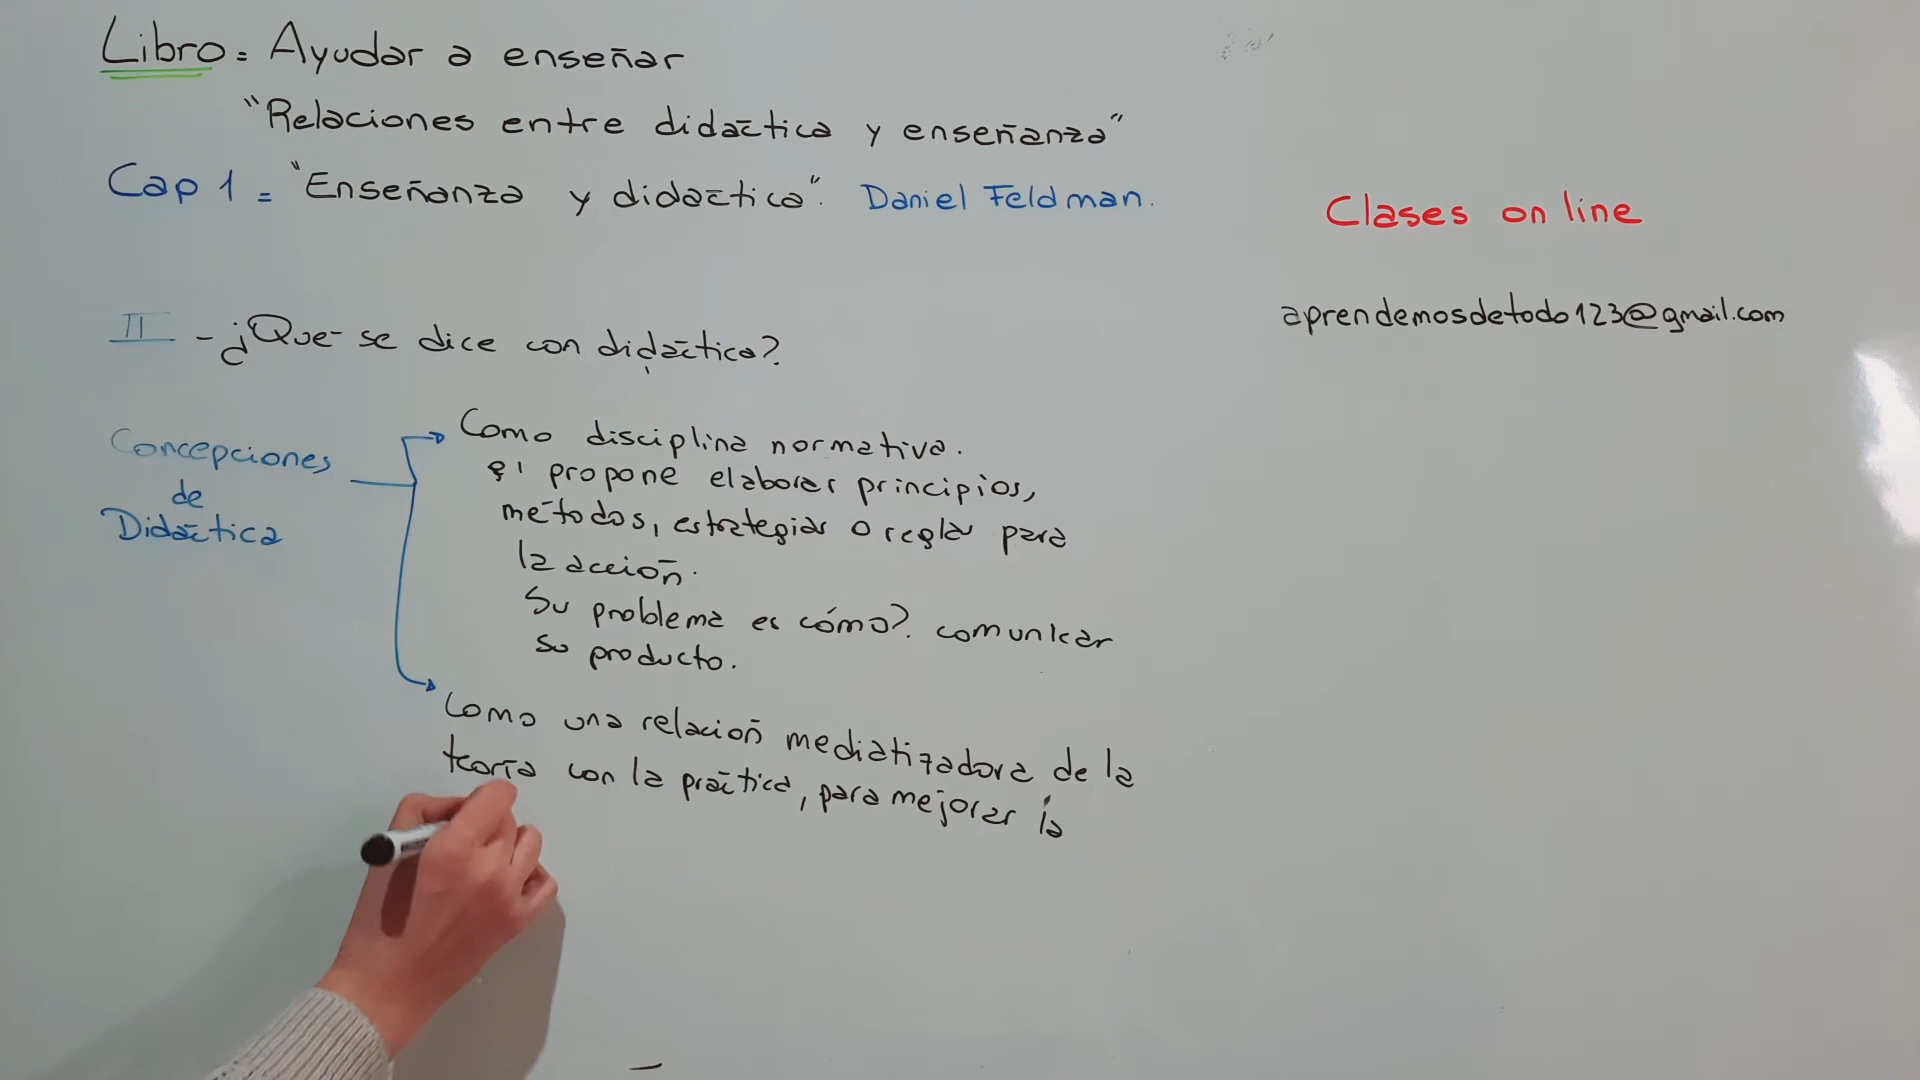 Libro = Ayudar a enseñar
"Relaciones entre didáctica y enseñanza"
Cap 1 = "Enseñanza y didáctica". Daniel Feldman.
Clases on line
aprendemosdetodo123@gmail.com
II - ¿Qué se dice con didáctica?
Concepciones
de
Didáctica
Como disciplina normativa.
propone elaborar principios,
métodos, estrategias o reglas para
la acción.
Su problema es cómo? comunicar
su producto.
Como una relación mediatizadora de la
teoría con la práctica, para mejorar la